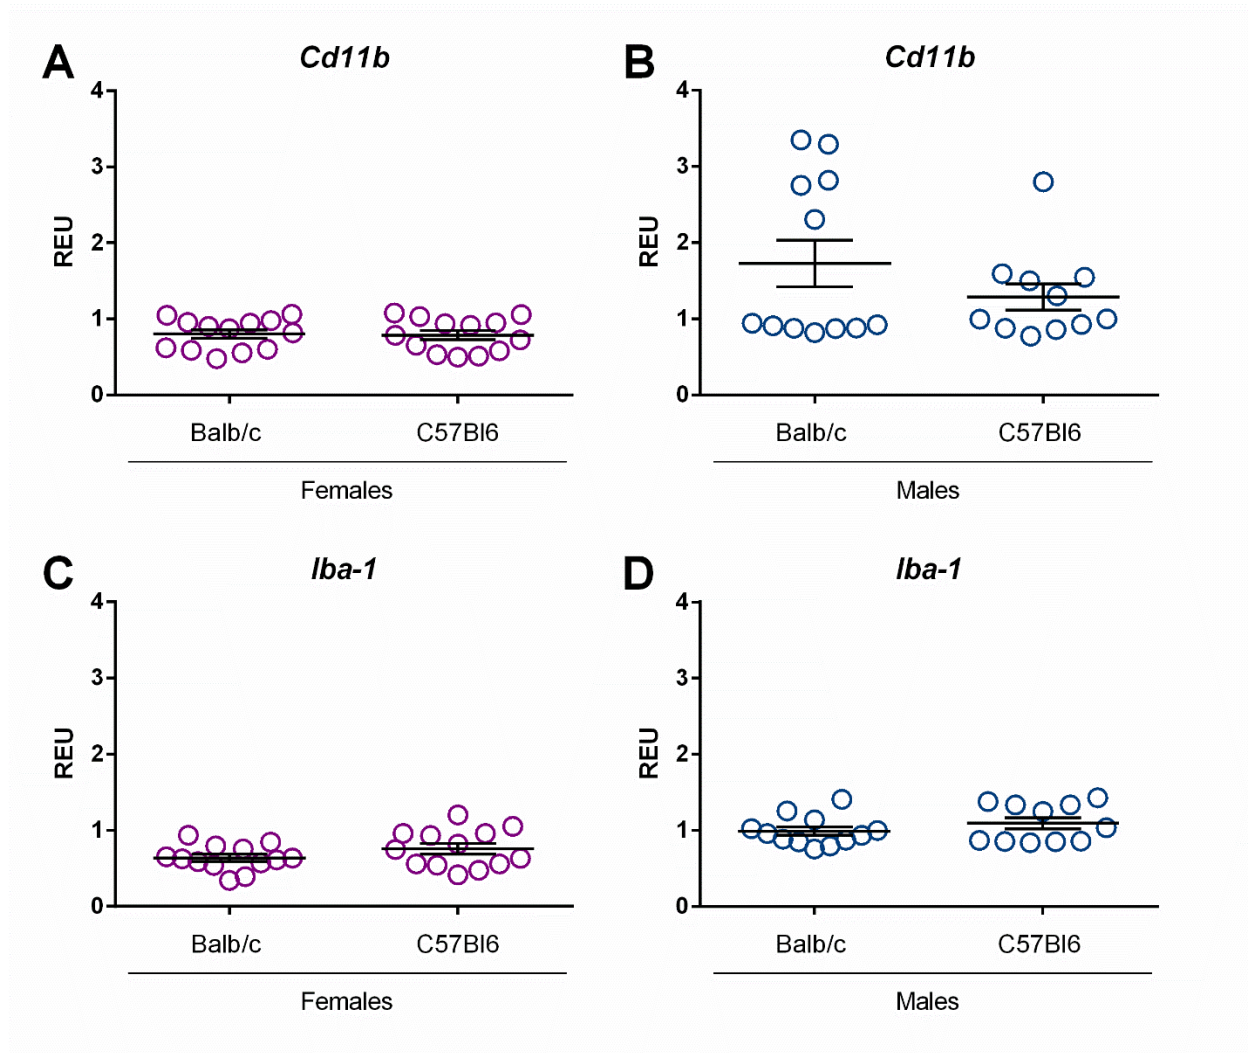 A
Cd11b
4
3
2
1
0
REU
Balb/c
C57Bl6
Females
B
Cd11b
4
3
2
1
0
REU
Balb/c
C57Bl6
Males
C
Iba-1
4
3
2
1
0
REU
Balb/c
C57Bl6
Females
D
Iba-1
4
3
2
1
0
REU
Balb/c
C57Bl6
Males